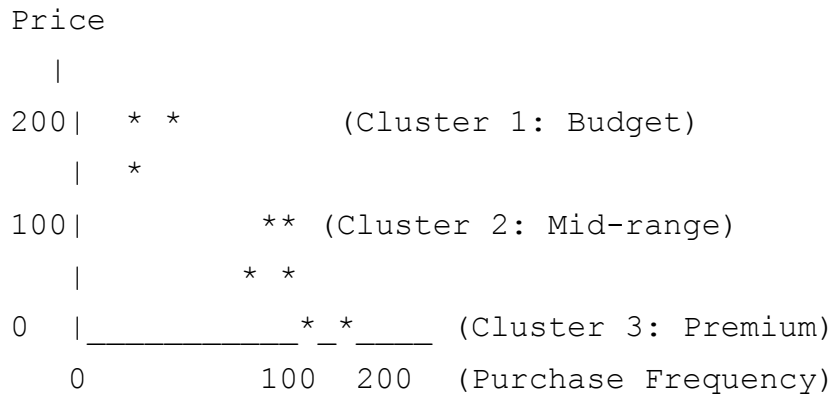 Price
|
200|  * *        (Cluster 1: Budget)
|  *
100|         ** (Cluster 2: Mid-range)
|        * *
0  |___________*_*____ (Cluster 3: Premium)
0         100  200  (Purchase Frequency)